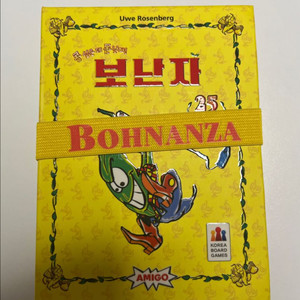 Uwe Rosenberg
보난자
25
BOHNANZA
KOREA
BOARD
GAMES
AMIGO